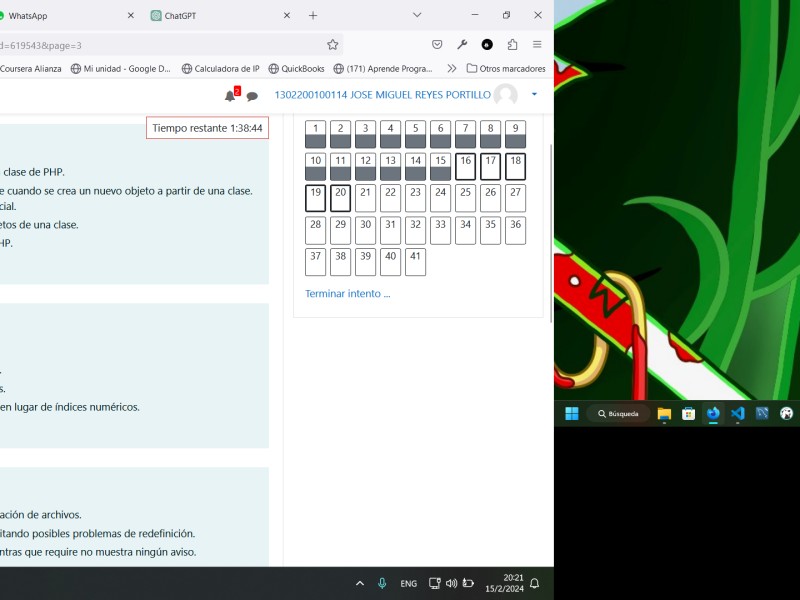 WhatsApp
ChatGPT
d=619543&page=3
Coursera Alianza
Mi unidad - Google D...
Calculadora de IP
QuickBooks
(171) Aprende Progra...
Otros marcadores
2
1302200100114 JOSE MIGUEL REYES PORTILLO
Tiempo restante 1:38:44
1 2 3 4 5 6 7 8 9
10 11 12 13 14 15 16 17 18
19 20 21 22 23 24 25 26 27
28 29 30 31 32 33 34 35 36
37 38 39 40 41
Terminar intento ...
clase de PHP.
e cuando se crea un nuevo objeto a partir de una clase.
cial.
etos de una clase.
HP.
.
s.
en lugar de índices numéricos.
ación de archivos.
itando posibles problemas de redefinición.
ntras que require no muestra ningún aviso.
Búsqueda
ENG
20:21
15/2/2024